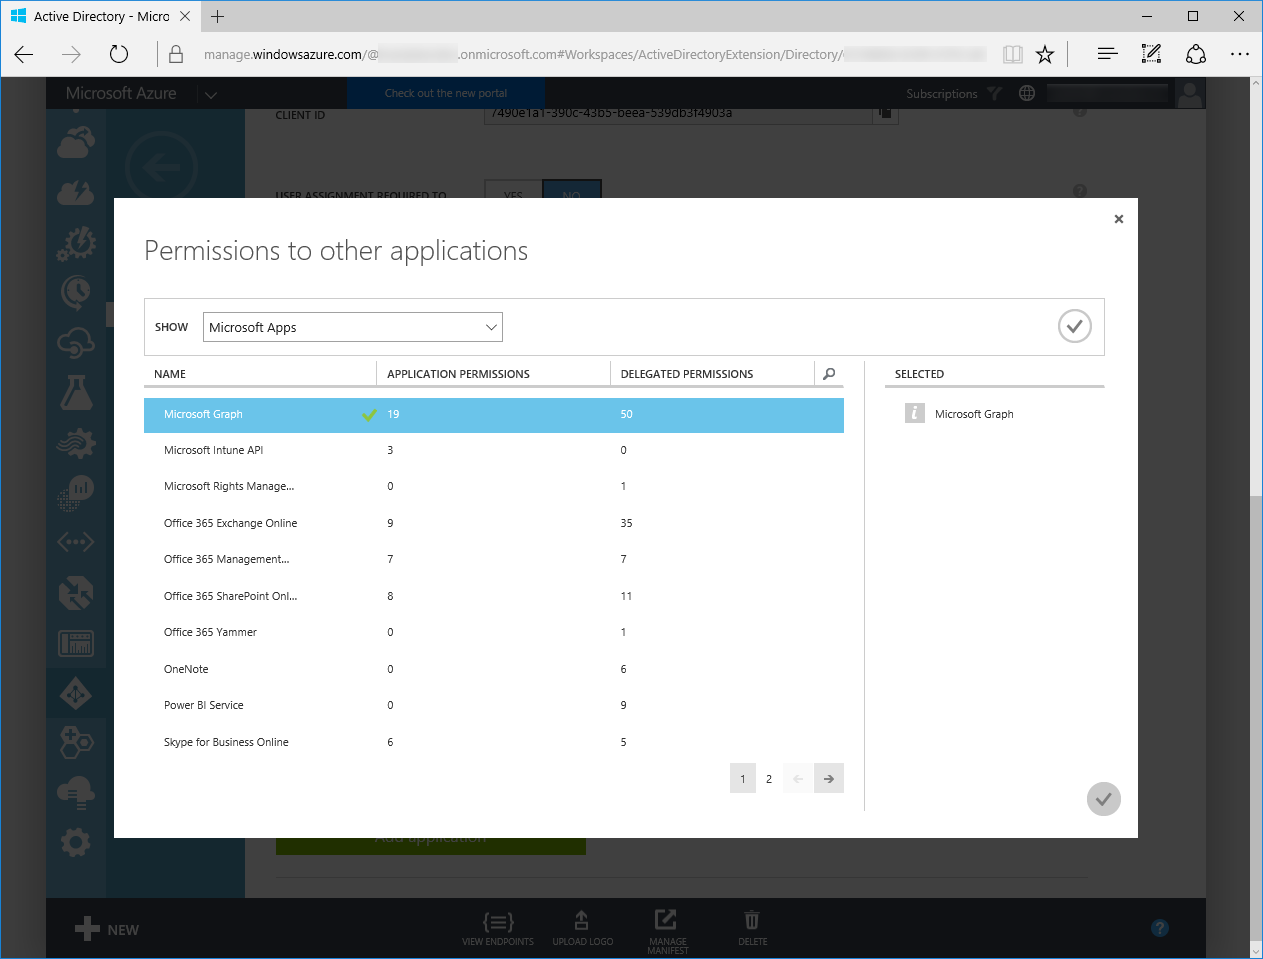 Active Directory - Micro
manage.windowsazure.com/@
.onmicrosoft.com#Workspaces/ActiveDirectoryExtension/Directory/
Microsoft Azure
Check out the new portal
Subscriptions
CLIENT ID
7490e1a1-390c-43b5-beea-539db3f4903a
USER ASSIGNMENT REQUIRED TO
YES
NO
Permissions to other applications
SHOW
Microsoft Apps
NAME
APPLICATION PERMISSIONS
DELEGATED PERMISSIONS
SELECTED
Microsoft Graph 19 50
Microsoft Graph
Microsoft Intune API 3 0
Microsoft Rights Manage... 0 1
Office 365 Exchange Online 9 35
Office 365 Management... 7 7
Office 365 SharePoint Onl... 8 11
Office 365 Yammer 0 1
OneNote 0 6
Power BI Service 0 9
Skype for Business Online 6 5
1 2
Add application
NEW
VIEW ENDPOINTS
UPLOAD LOGO
MANAGE
MANIFEST
DELETE